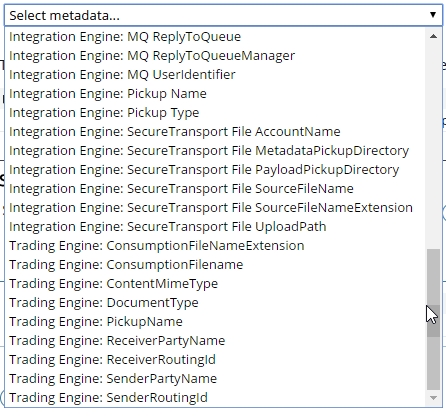 Select metadata...
Integration Engine: MQ ReplyToQueue
Integration Engine: MQ ReplyToQueueManager
Integration Engine: MQ UserIdentifier
Integration Engine: Pickup Name
Integration Engine: Pickup Type
Integration Engine: SecureTransport File AccountName
Integration Engine: SecureTransport File MetadataPickupDirectory
Integration Engine: SecureTransport File PayloadPickupDirectory
Integration Engine: SecureTransport File SourceFileName
Integration Engine: SecureTransport File SourceFileNameExtension
Integration Engine: SecureTransport File UploadPath
Trading Engine: ConsumptionFileNameExtension
Trading Engine: ConsumptionFilename
Trading Engine: ContentMimeType
Trading Engine: DocumentType
Trading Engine: PickupName
Trading Engine: ReceiverPartyName
Trading Engine: ReceiverRoutingId
Trading Engine: SenderPartyName
Trading Engine: SenderRoutingId